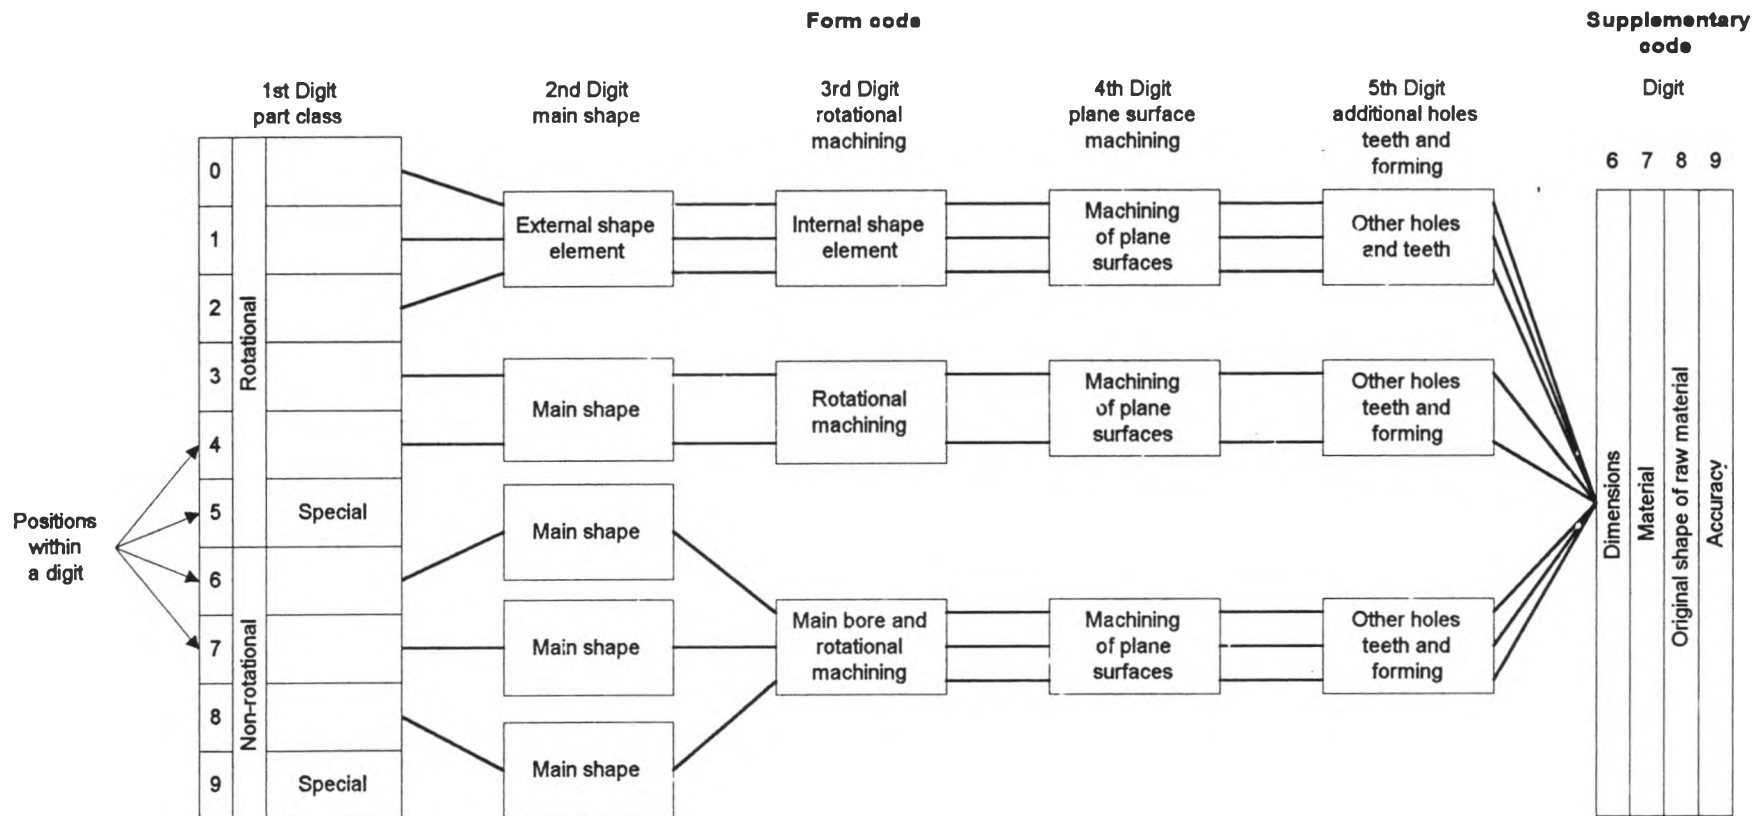 Form code
Supplementary
code
1st Digit
part class
2nd Digit
main shape
3rd Digit
rotational
machining
4th Digit
plane surface
machining
5th Digit
additional holes
teeth and
forming
Digit
6 7 8 9
0
1
2
3
4
5
6
7
8
9
Rotational
Non-rotational
Special
Special
Positions
within
a digit
External shape
element
Internal shape
element
Machining
of plane
surfaces
Other holes
and teeth
Main shape
Rotational
machining
Machining
of plane
surfaces
Other holes
teeth and
forming
Main shape
Main shape
Main shape
Main bore and
rotational
machining
Machining
of plane
surfaces
Other holes
teeth and
forming
Dimensions
Material
Original shape of raw material
Accuracy